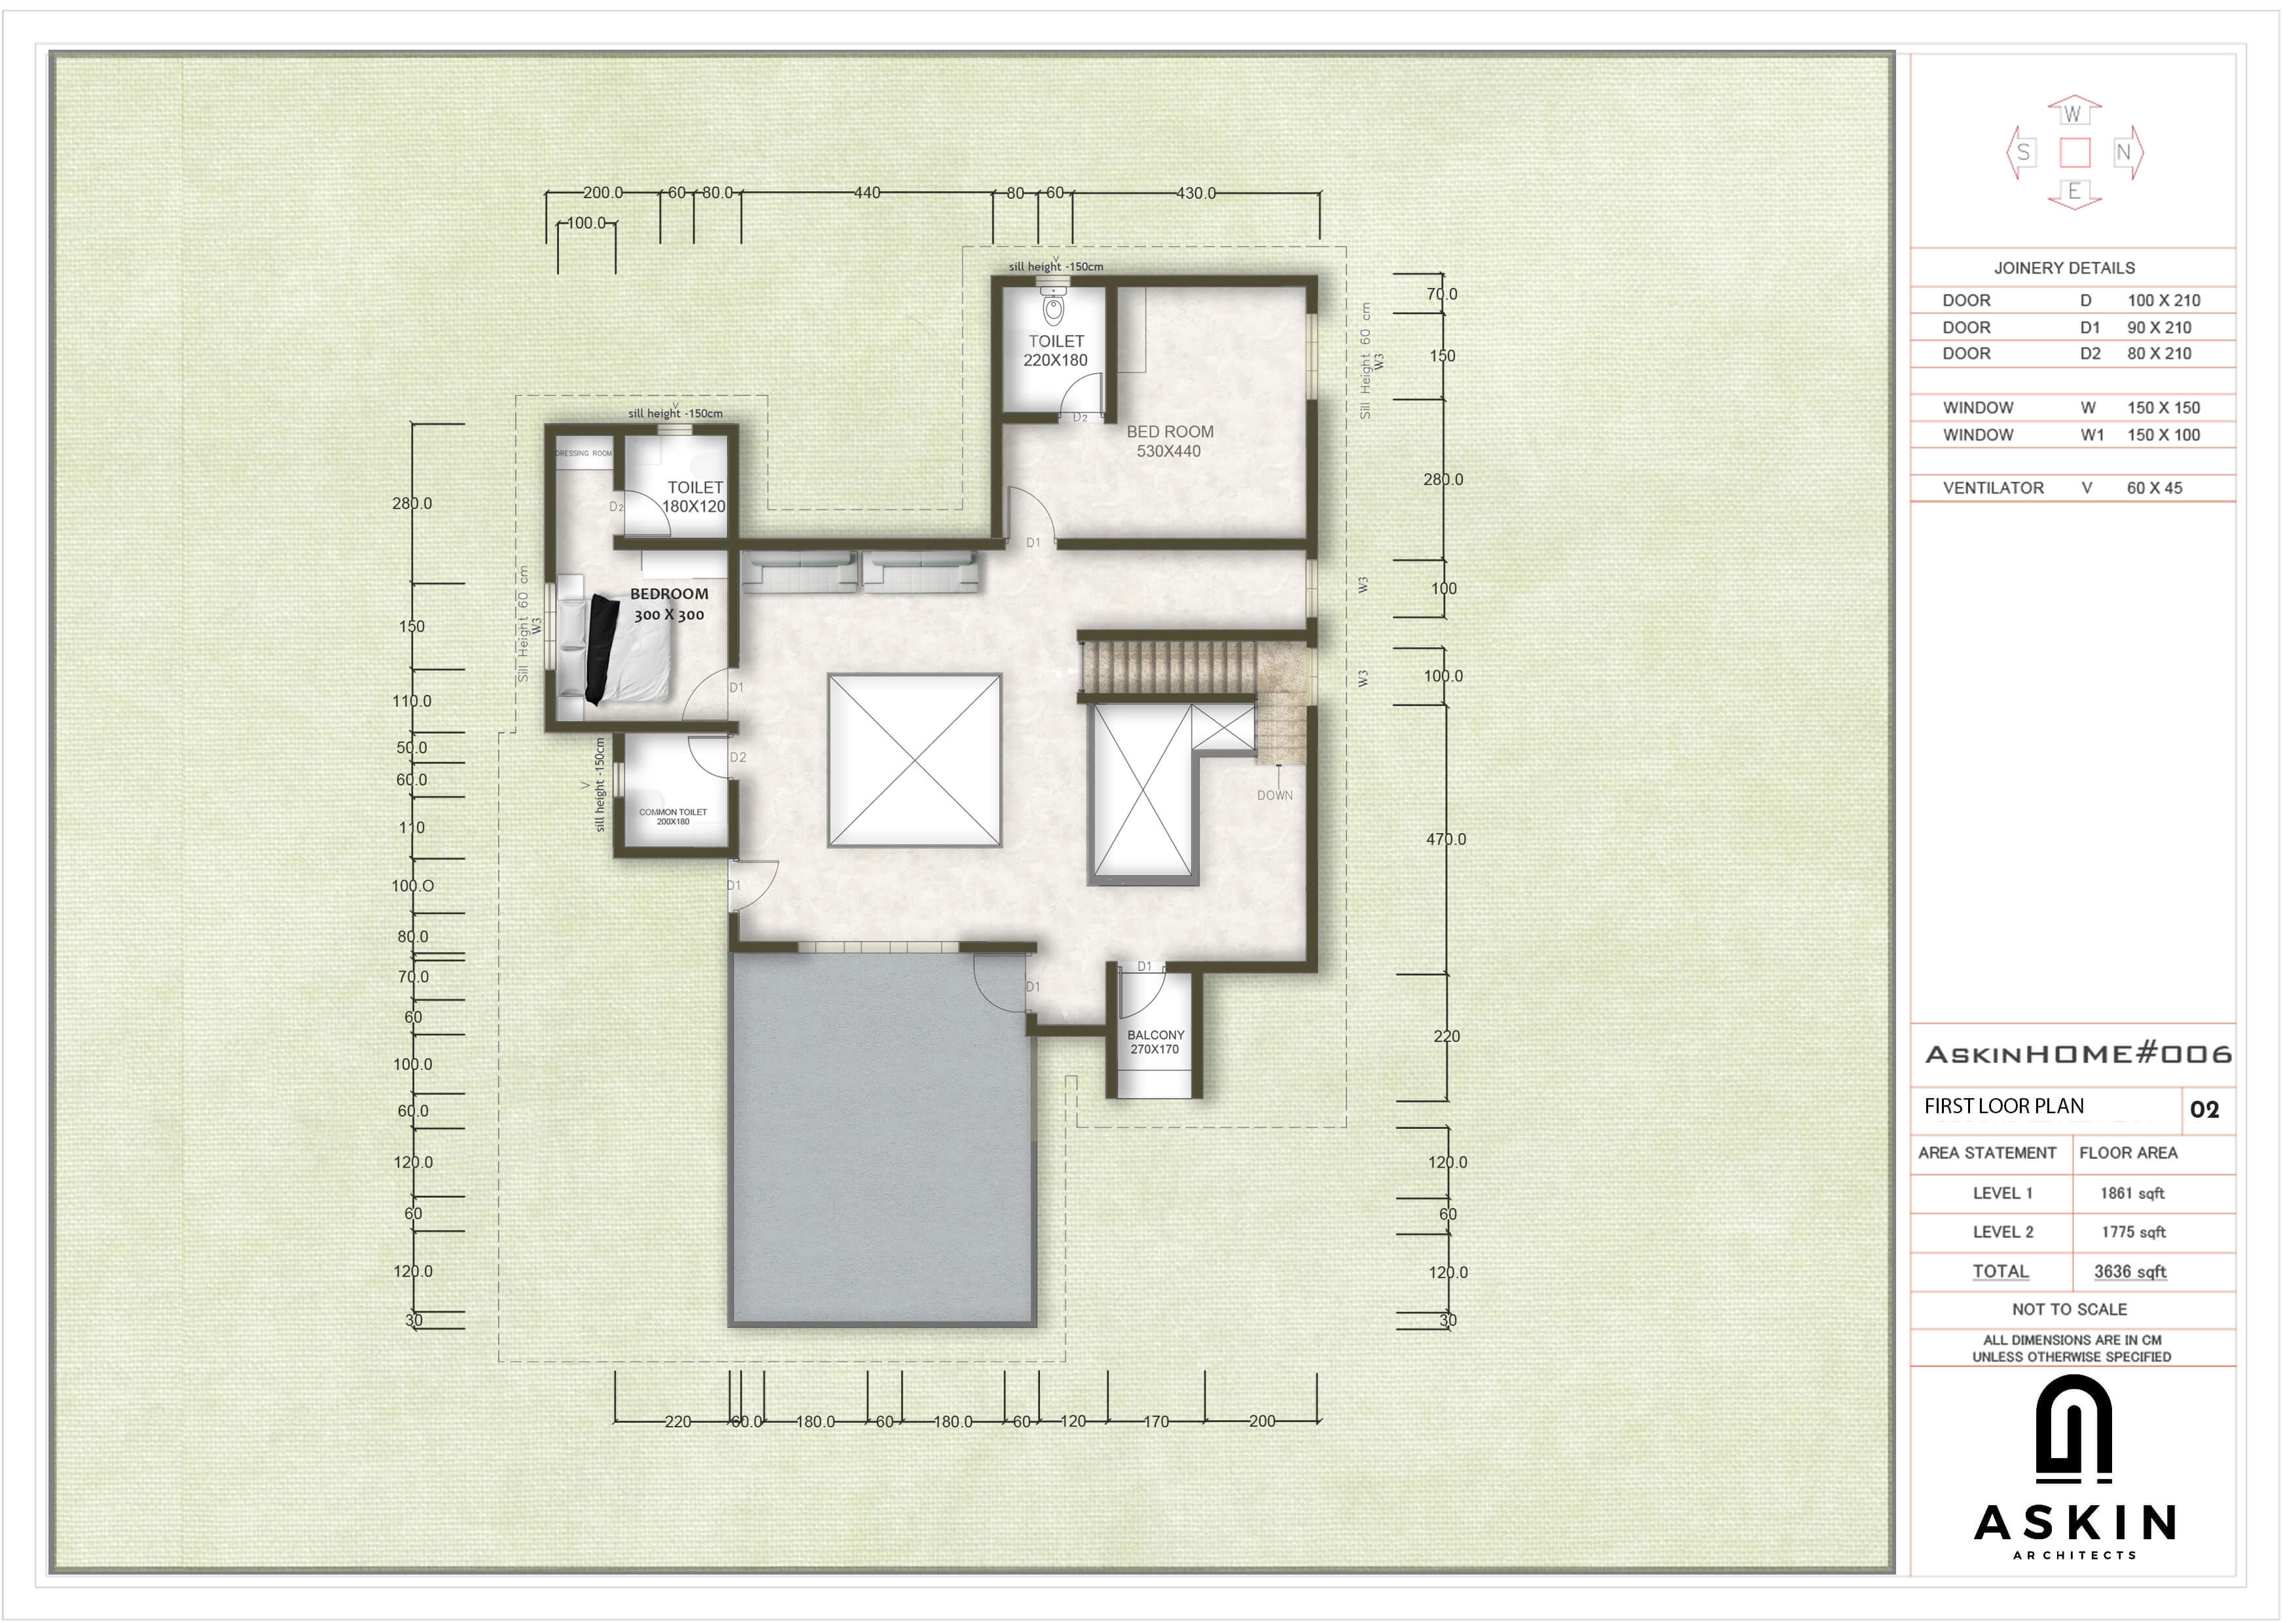 200.0 60 80.0 440 80 60 430.0
100.0
V
sill height -150cm
TOILET
220X180
D2
BED ROOM
530X440
D1
Sill Height 60 cm
W3
70.0
150
280.0
100
100.0
470.0
220
120.0
60
120.0
30
V
sill height -150cm
DRESSING ROOM
TOILET
180X120
D2
Sill Height 60 cm
W3
BEDROOM
300 X 300
D1
D2
V
sill height -150cm
COMMON TOILET
200X180
D1
W3
W3
DOWN
D1
D1
BALCONY
270X170
280.0
150
110.0
50.0
60.0
110
100.O
80.0
70.0
60
100.0
60.0
120.0
60
120.0
30
220 60.0 180.0 60 180.0 60 120 170 200
W
S N
E
JOINERY DETAILS
DOOR D 100 X 210
DOOR D1 90 X 210
DOOR D2 80 X 210
WINDOW W 150 X 150
WINDOW W1 150 X 100
VENTILATOR V 60 X 45
ASKINHOME#006
FIRST LOOR PLAN 02
AREA STATEMENT FLOOR AREA
LEVEL 1 1861 sqft
LEVEL 2 1775 sqft
TOTAL 3636 sqft
NOT TO SCALE
ALL DIMENSIONS ARE IN CM
UNLESS OTHERWISE SPECIFIED
ASKIN
ARCHITECTS